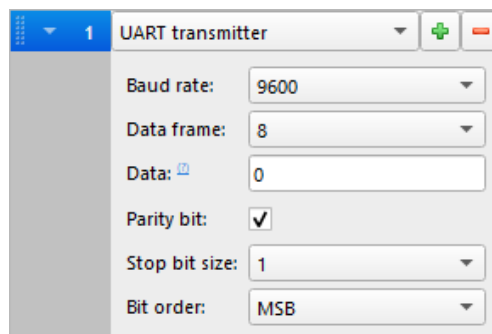 1 UART transmitter
Baud rate: 9600
Data frame: 8
Data: (?) 0
Parity bit:
Stop bit size: 1
Bit order: MSB